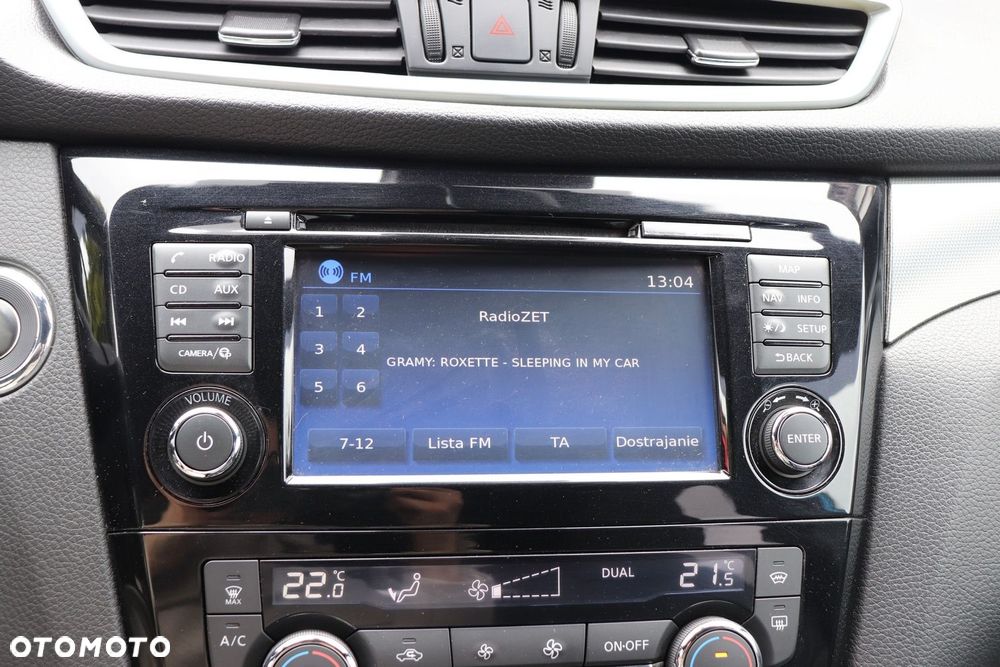 RADIO
CD AUX
CAMERA/
VOLUME
FM 13:04
1 2
RadioZET
3 4
GRAMY: ROXETTE - SLEEPING IN MY CAR
5 6
7-12 Lista FM TA Dostrajanie
MAP
NAV INFO
SETUP
BACK
ENTER
22.0°C DUAL 21.5°C
MAX
A/C
ON·OFF
OTOMOTO